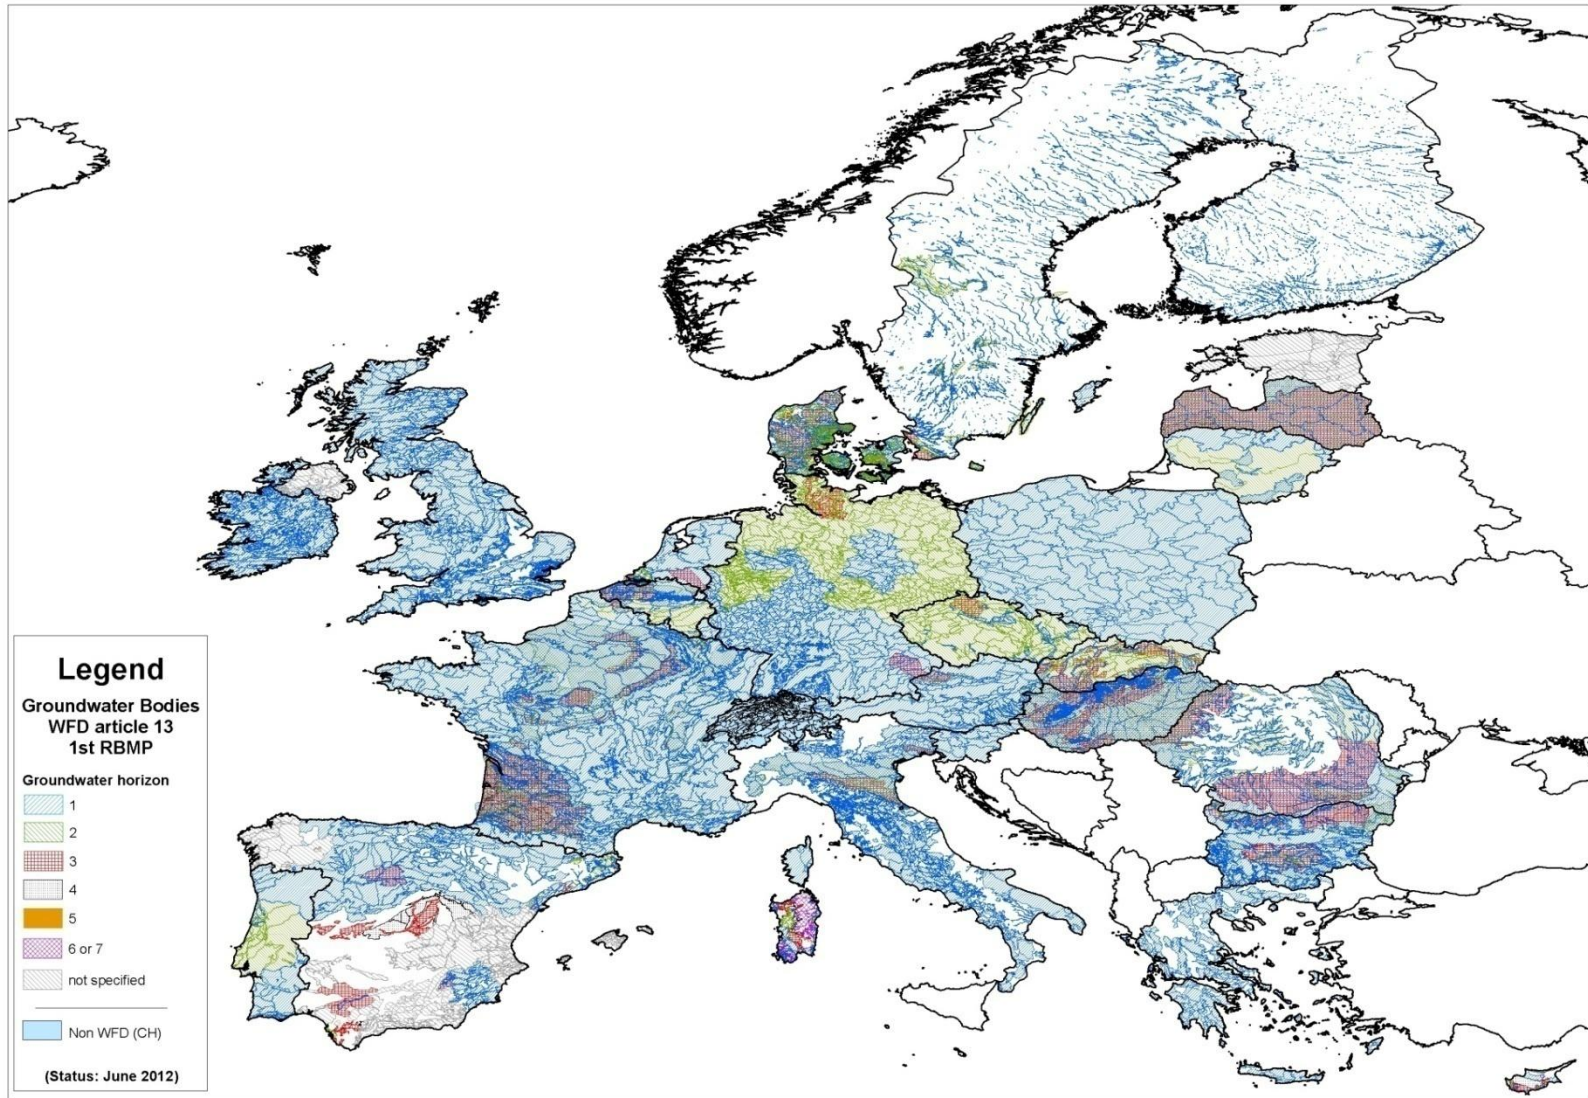 Legend
Groundwater Bodies
WFD article 13
1st RBMP
Groundwater horizon
1
2
3
4
5
6 or 7
not specified
Non WFD (CH)
(Status: June 2012)